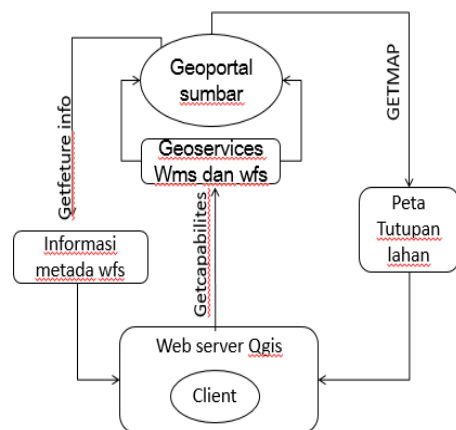 Geoportal
sumbar
GETMAP
Getfeture info
Geoservices
Wms dan wfs
Getcapabilites
Informasi
metada wfs
Peta
Tutupan
lahan
Web server Qgis
Client